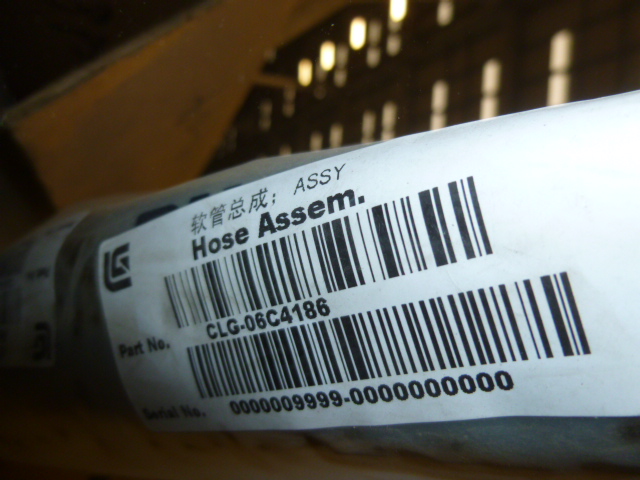 软管总成; ASSY
Hose Assem.
Part No. CLG-06C4186
Serial No. 0000009999-0000000000